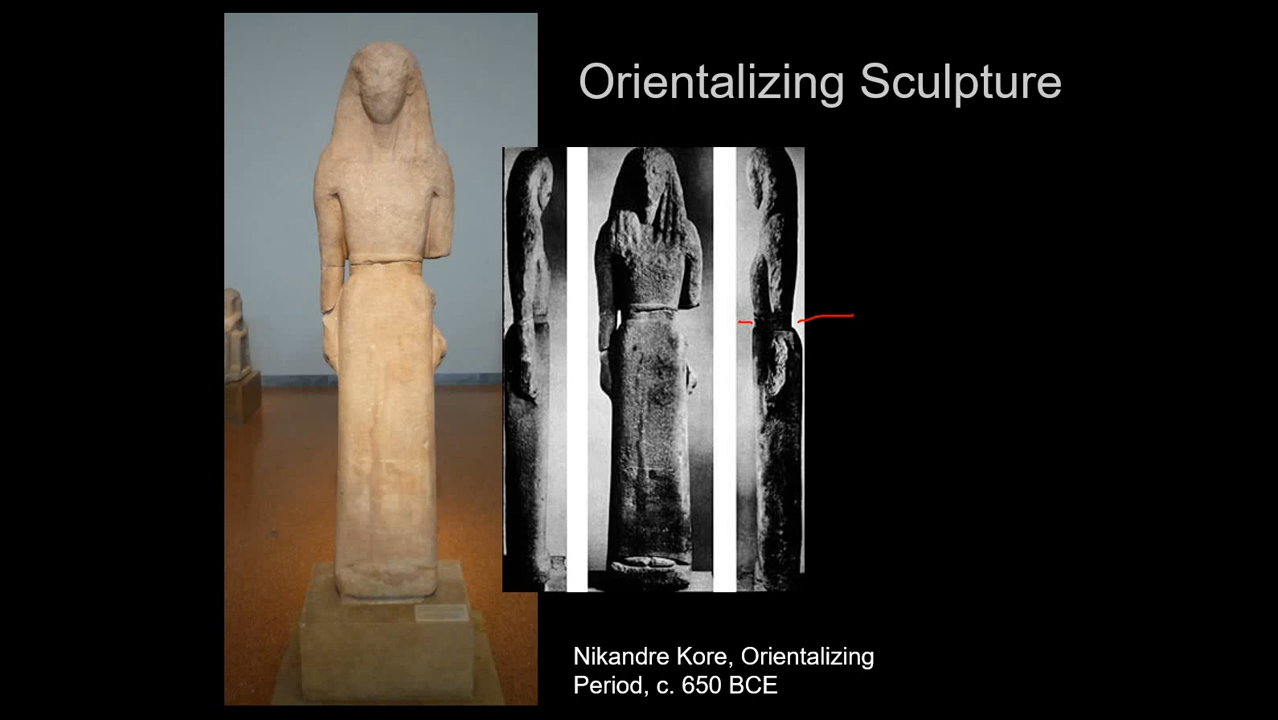 Orientalizing Sculpture
Nikandre Kore, Orientalizing
Period, c. 650 BCE